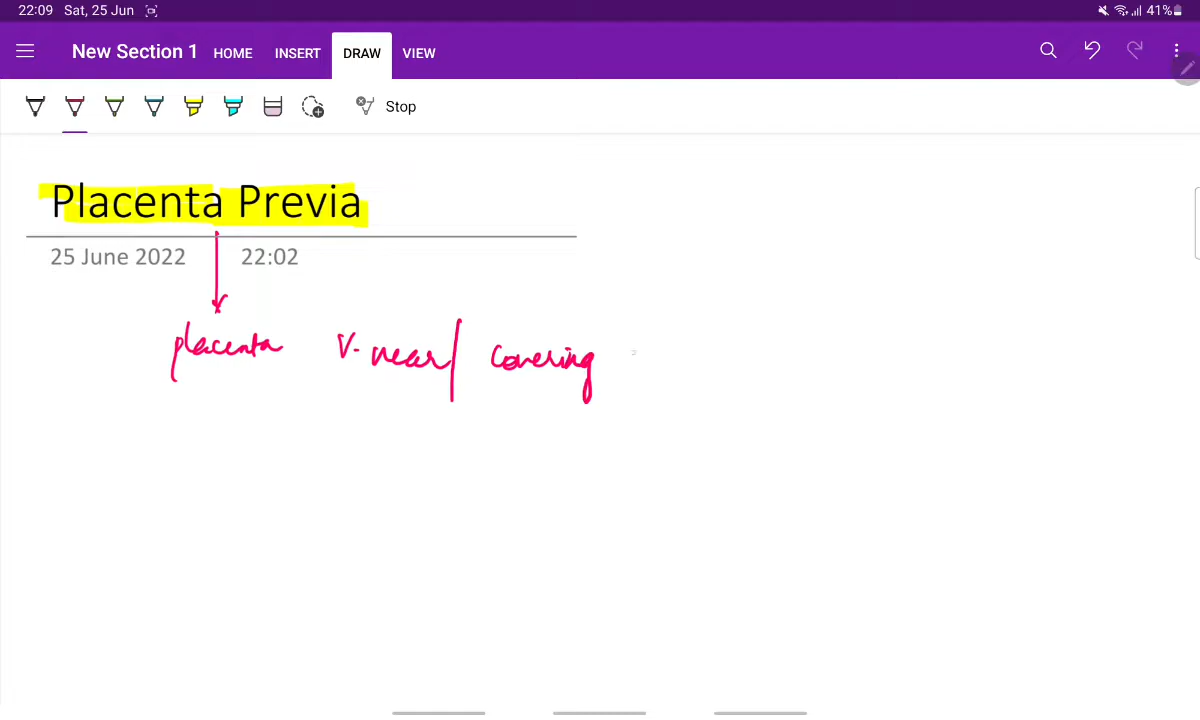 22:09 Sat, 25 Jun 41%
New Section 1 HOME INSERT DRAW VIEW
Stop
Placenta Previa
25 June 2022 22:02
placenta V. near/ covering